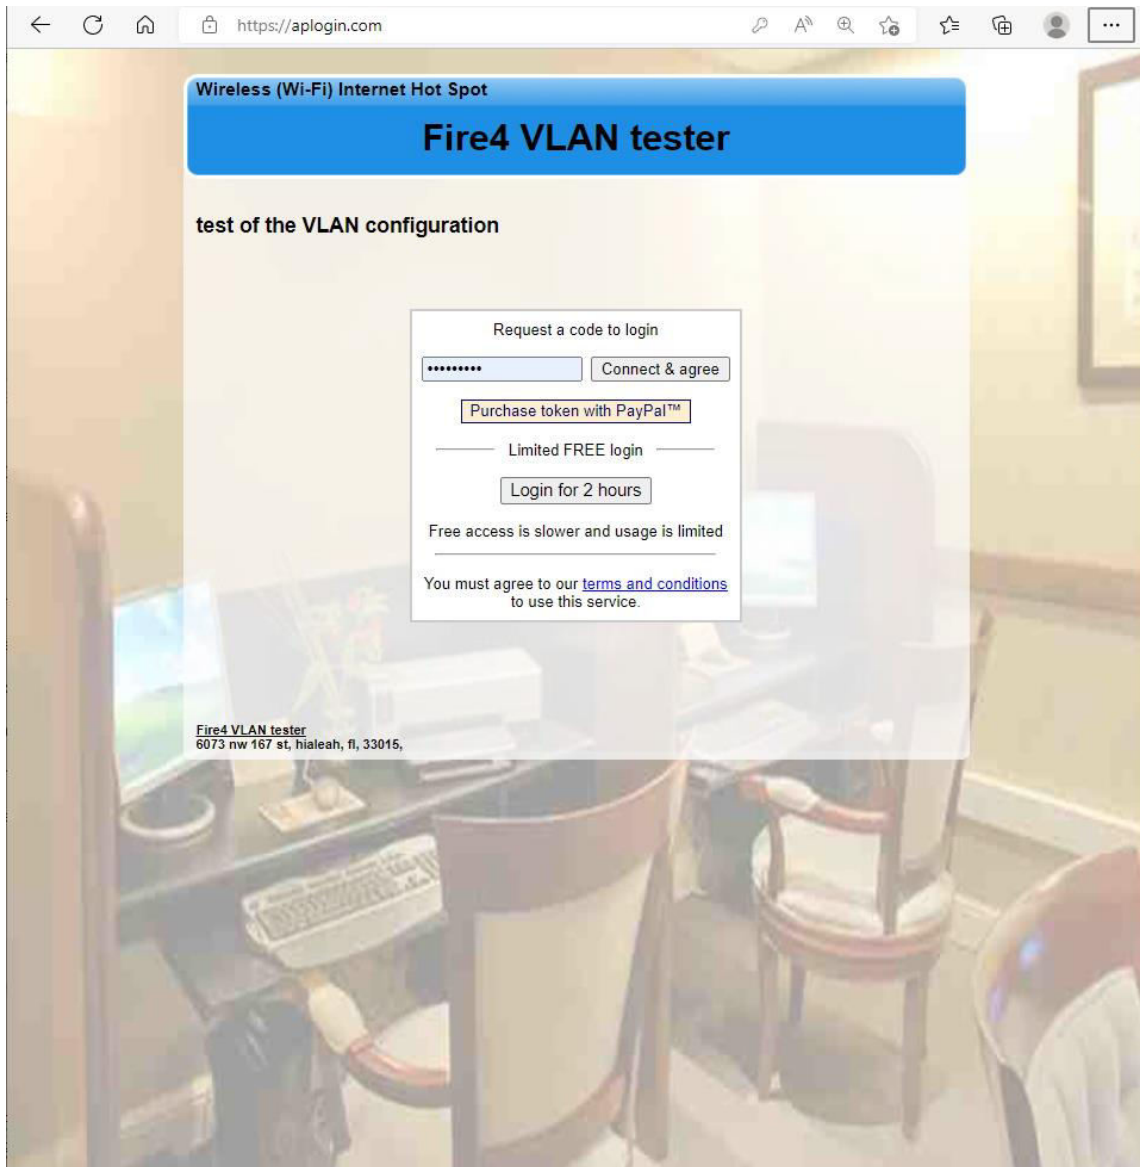 https://aplogin.com
Wireless (Wi-Fi) Internet Hot Spot
Fire4 VLAN tester
test of the VLAN configuration
Request a code to login
•••••••••
Connect & agree
Purchase token with PayPal™
Limited FREE login
Login for 2 hours
Free access is slower and usage is limited
You must agree to our terms and conditions
to use this service.
Fire4 VLAN tester
6073 nw 167 st, hialeah, fl, 33015,